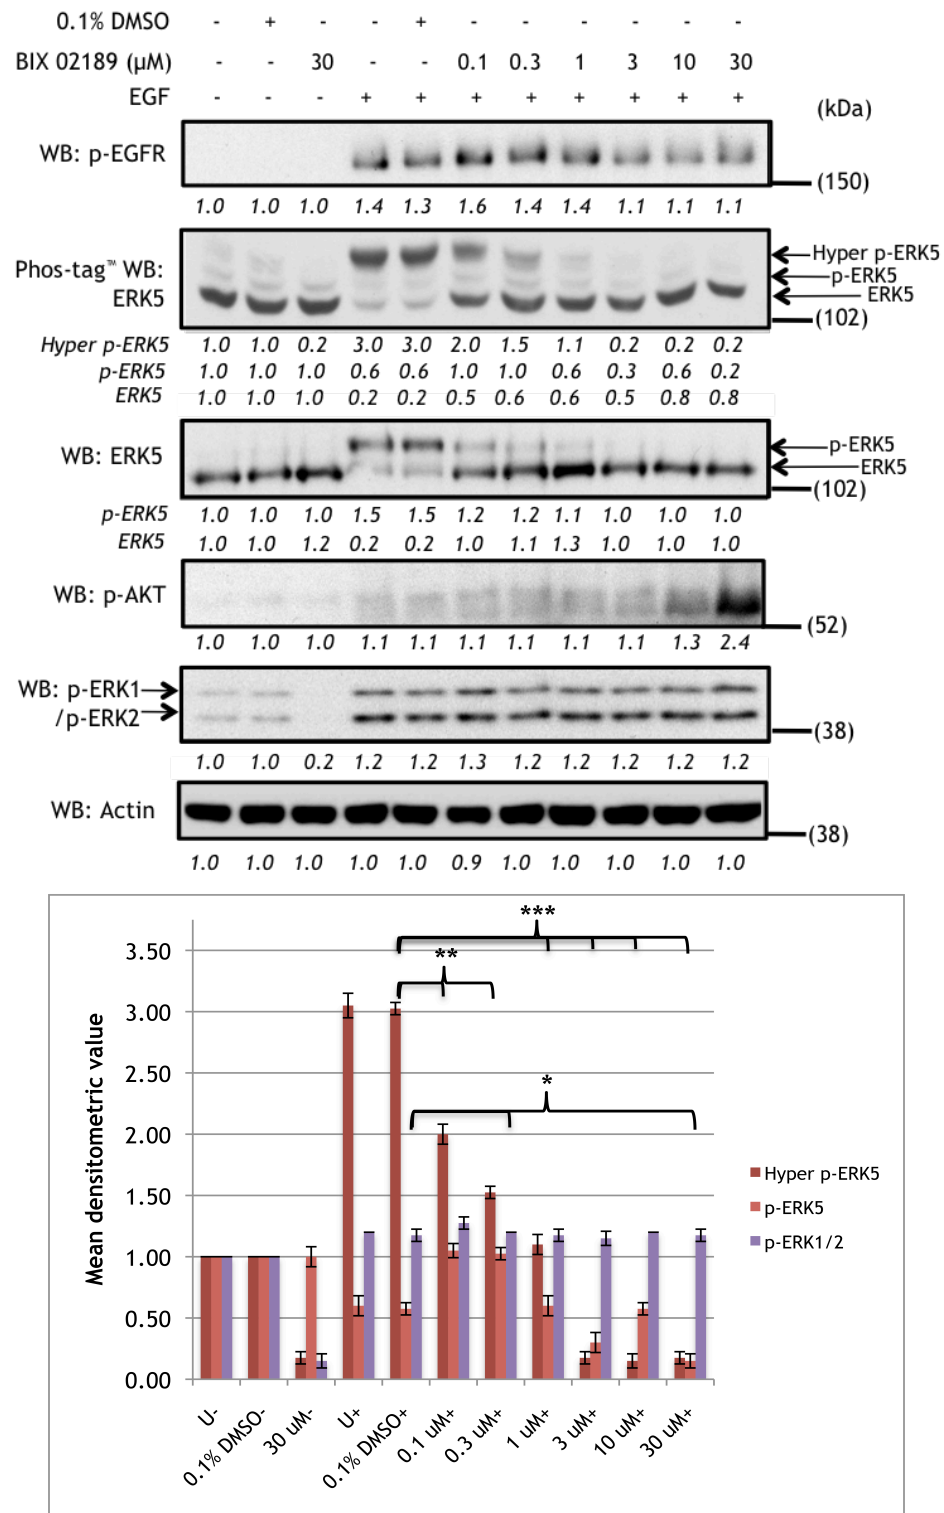 0.1% DMSO - + - - + - - - - - -
BIX 02189 (µM) - - 30 - - 0.1 0.3 1 3 10 30
EGF - - - + + + + + + + +
(kDa)
WB: p-EGFR
(150)
1.0 1.0 1.0 1.4 1.3 1.6 1.4 1.4 1.1 1.1 1.1
Phos-tag™ WB:
ERK5
Hyper p-ERK5
p-ERK5
ERK5
(102)
Hyper p-ERK5 1.0 1.0 0.2 3.0 3.0 2.0 1.5 1.1 0.2 0.2 0.2
p-ERK5 1.0 1.0 1.0 0.6 0.6 1.0 1.0 0.6 0.3 0.6 0.2
ERK5 1.0 1.0 1.0 0.2 0.2 0.5 0.6 0.6 0.5 0.8 0.8
WB: ERK5
p-ERK5
ERK5
(102)
p-ERK5 1.0 1.0 1.0 1.5 1.5 1.2 1.2 1.1 1.0 1.0 1.0
ERK5 1.0 1.0 1.2 0.2 0.2 1.0 1.1 1.3 1.0 1.0 1.0
WB: p-AKT
(52)
1.0 1.0 1.0 1.1 1.1 1.1 1.1 1.1 1.1 1.3 2.4
WB: p-ERK1
/p-ERK2
(38)
1.0 1.0 0.2 1.2 1.2 1.3 1.2 1.2 1.2 1.2 1.2
WB: Actin
(38)
1.0 1.0 1.0 1.0 1.0 0.9 1.0 1.0 1.0 1.0 1.0
***
**
*
Mean densitometric value
3.50
3.00
2.50
2.00
1.50
1.00
0.50
0.00
U-
0.1% DMSO-
30 uM-
U+
0.1% DMSO+
0.1 uM+
0.3 uM+
1 uM+
3 uM+
10 uM+
30 uM+
Hyper p-ERK5
p-ERK5
p-ERK1/2